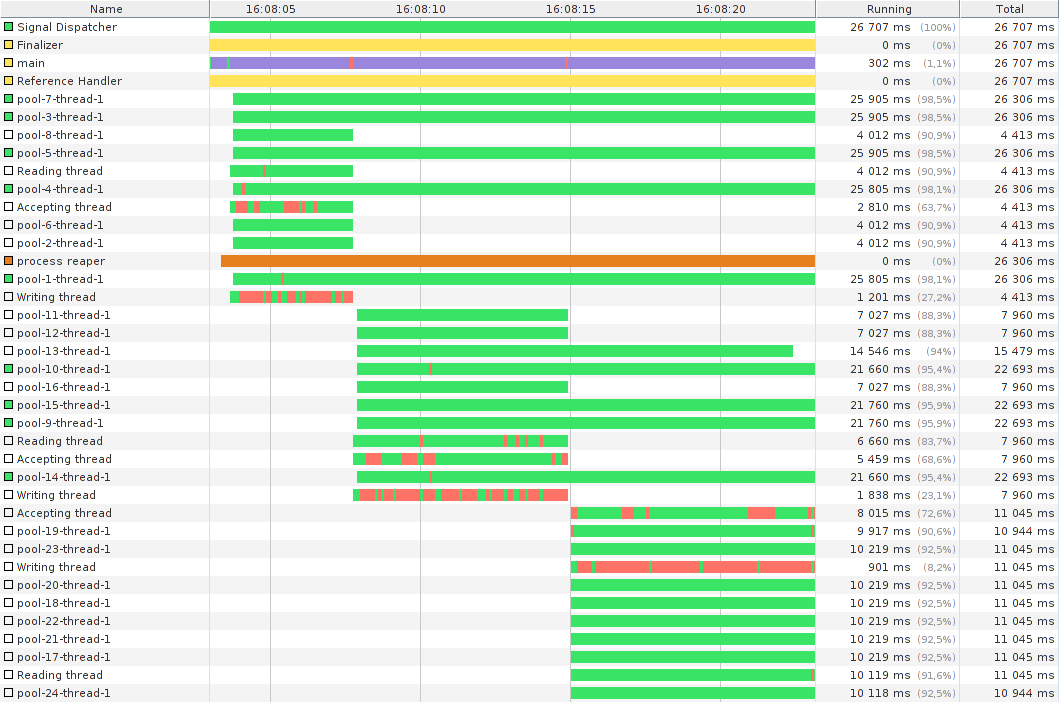 Name 16:08:05 16:08:10 16:08:15 16:08:20 Running Total
Signal Dispatcher 26 707 ms (100%) 26 707 ms
Finalizer 0 ms (0%) 26 707 ms
main 302 ms (1,1%) 26 707 ms
Reference Handler 0 ms (0%) 26 707 ms
pool-7-thread-1 25 905 ms (98,5%) 26 306 ms
pool-3-thread-1 25 905 ms (98,5%) 26 306 ms
pool-8-thread-1 4 012 ms (90,9%) 4 413 ms
pool-5-thread-1 25 905 ms (98,5%) 26 306 ms
Reading thread 4 012 ms (90,9%) 4 413 ms
pool-4-thread-1 25 805 ms (98,1%) 26 306 ms
Accepting thread 2 810 ms (63,7%) 4 413 ms
pool-6-thread-1 4 012 ms (90,9%) 4 413 ms
pool-2-thread-1 4 012 ms (90,9%) 4 413 ms
process reaper 0 ms (0%) 26 306 ms
pool-1-thread-1 25 805 ms (98,1%) 26 306 ms
Writing thread 1 201 ms (27,2%) 4 413 ms
pool-11-thread-1 7 027 ms (88,3%) 7 960 ms
pool-12-thread-1 7 027 ms (88,3%) 7 960 ms
pool-13-thread-1 14 546 ms (94%) 15 479 ms
pool-10-thread-1 21 660 ms (95,4%) 22 693 ms
pool-16-thread-1 7 027 ms (88,3%) 7 960 ms
pool-15-thread-1 21 760 ms (95,9%) 22 693 ms
pool-9-thread-1 21 760 ms (95,9%) 22 693 ms
Reading thread 6 660 ms (83,7%) 7 960 ms
Accepting thread 5 459 ms (68,6%) 7 960 ms
pool-14-thread-1 21 660 ms (95,4%) 22 693 ms
Writing thread 1 838 ms (23,1%) 7 960 ms
Accepting thread 8 015 ms (72,6%) 11 045 ms
pool-19-thread-1 9 917 ms (90,6%) 10 944 ms
pool-23-thread-1 10 219 ms (92,5%) 11 045 ms
Writing thread 901 ms (8,2%) 11 045 ms
pool-20-thread-1 10 219 ms (92,5%) 11 045 ms
pool-18-thread-1 10 219 ms (92,5%) 11 045 ms
pool-22-thread-1 10 219 ms (92,5%) 11 045 ms
pool-21-thread-1 10 219 ms (92,5%) 11 045 ms
pool-17-thread-1 10 219 ms (92,5%) 11 045 ms
Reading thread 10 119 ms (91,6%) 11 045 ms
pool-24-thread-1 10 118 ms (92,5%) 10 944 ms